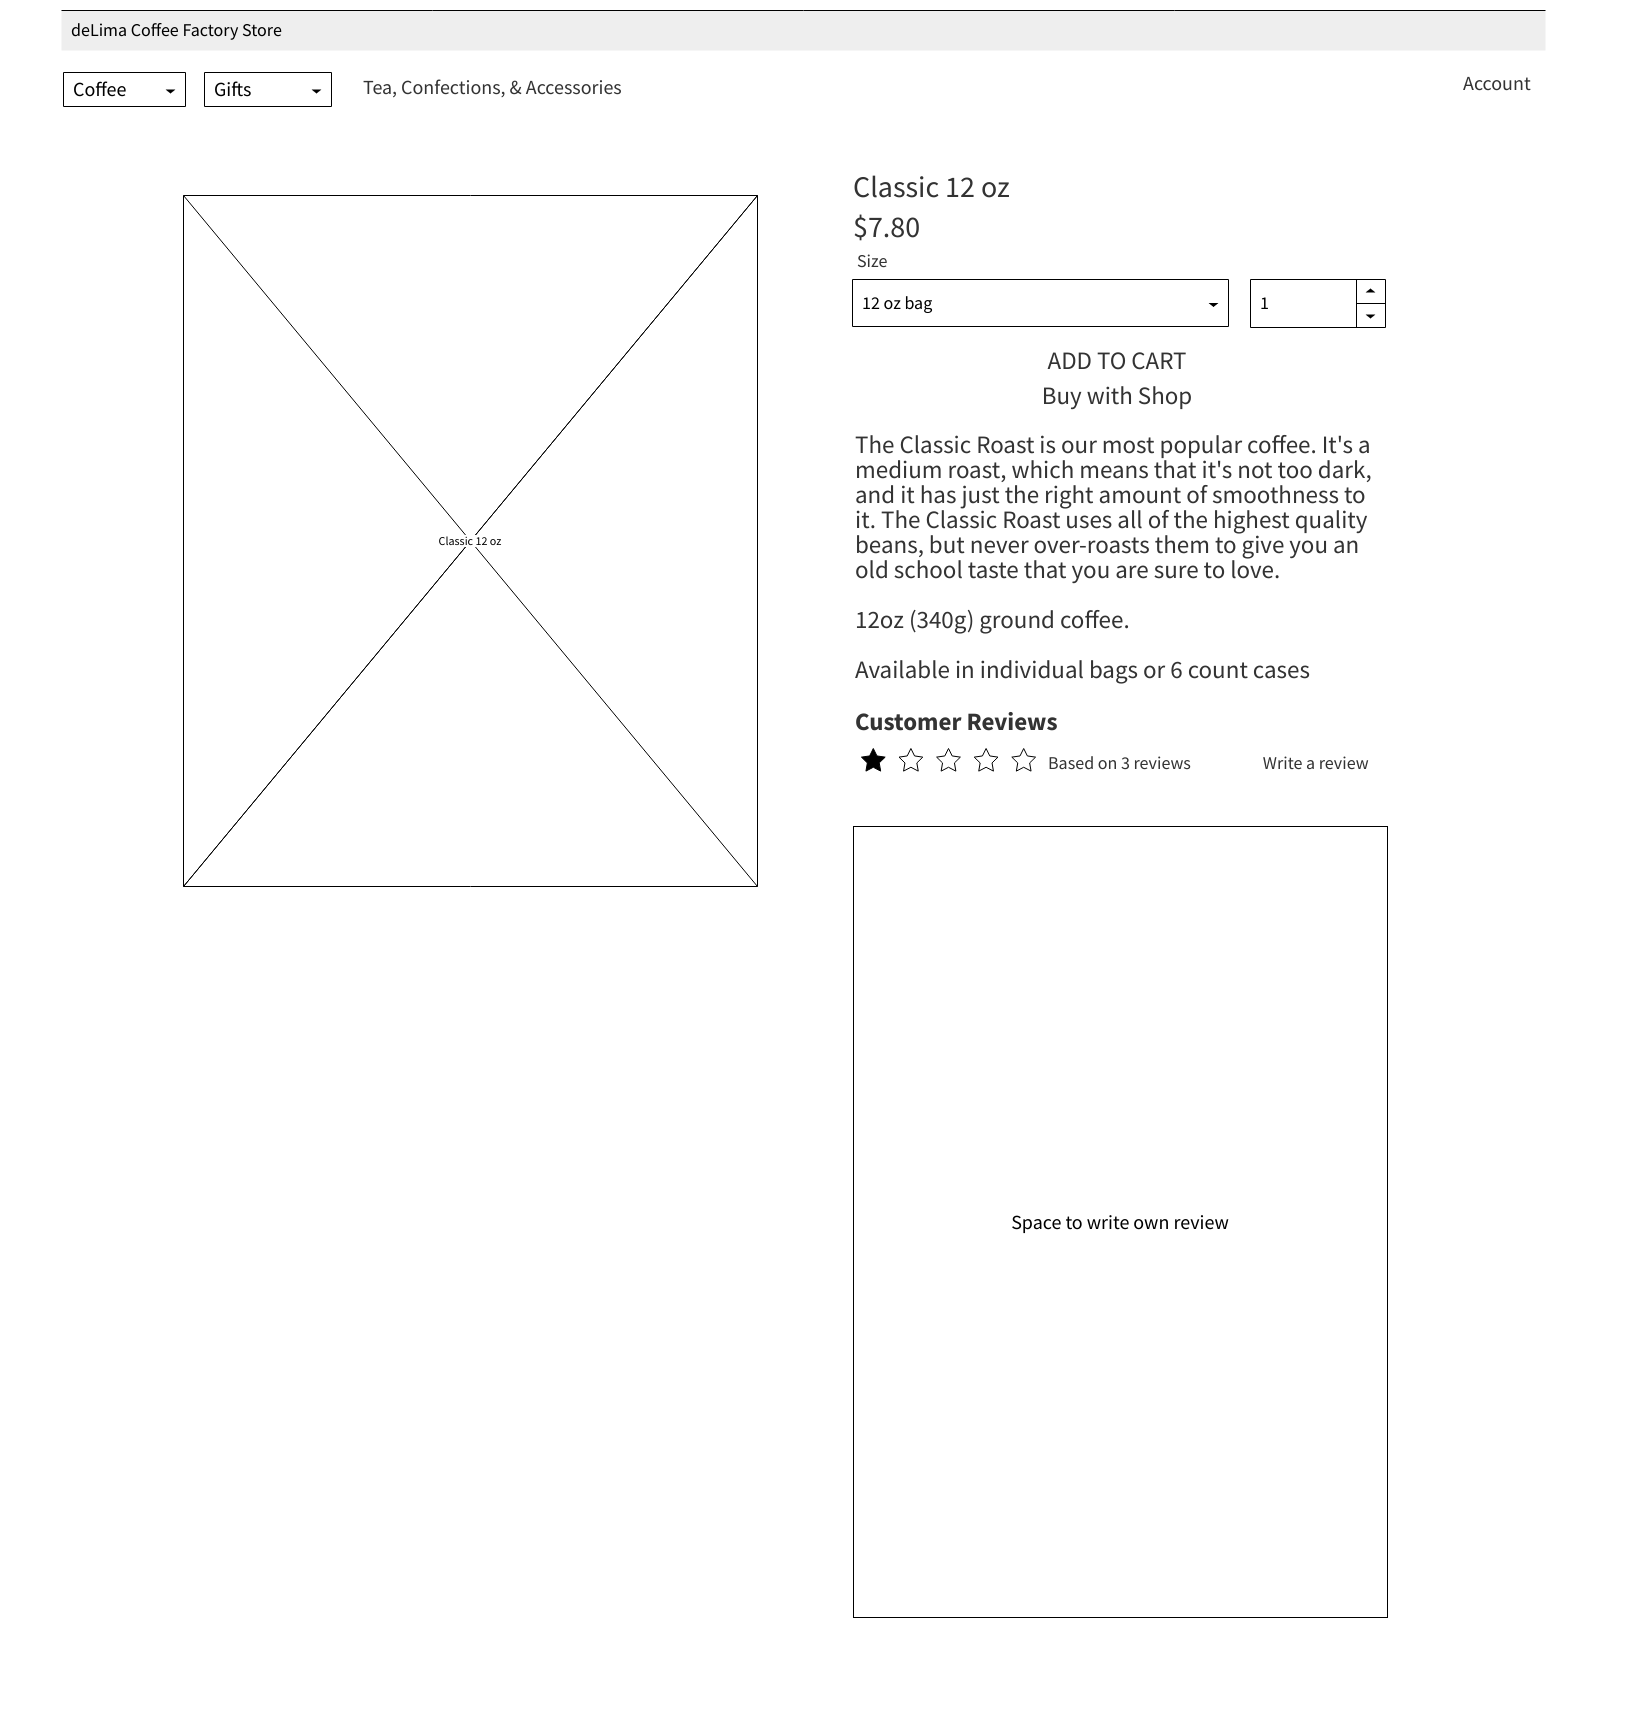 deLima Coffee Factory Store
Coffee
Gifts
Tea, Confections, & Accessories
Account
Classic 12 oz
Classic 12 oz
$7.80
Size
12 oz bag
1
ADD TO CART
Buy with Shop
The Classic Roast is our most popular coffee. It's a
medium roast, which means that it's not too dark,
and it has just the right amount of smoothness to
it. The Classic Roast uses all of the highest quality
beans, but never over-roasts them to give you an
old school taste that you are sure to love.
12oz (340g) ground coffee.
Available in individual bags or 6 count cases
Customer Reviews
Based on 3 reviews
Write a review
Space to write own review